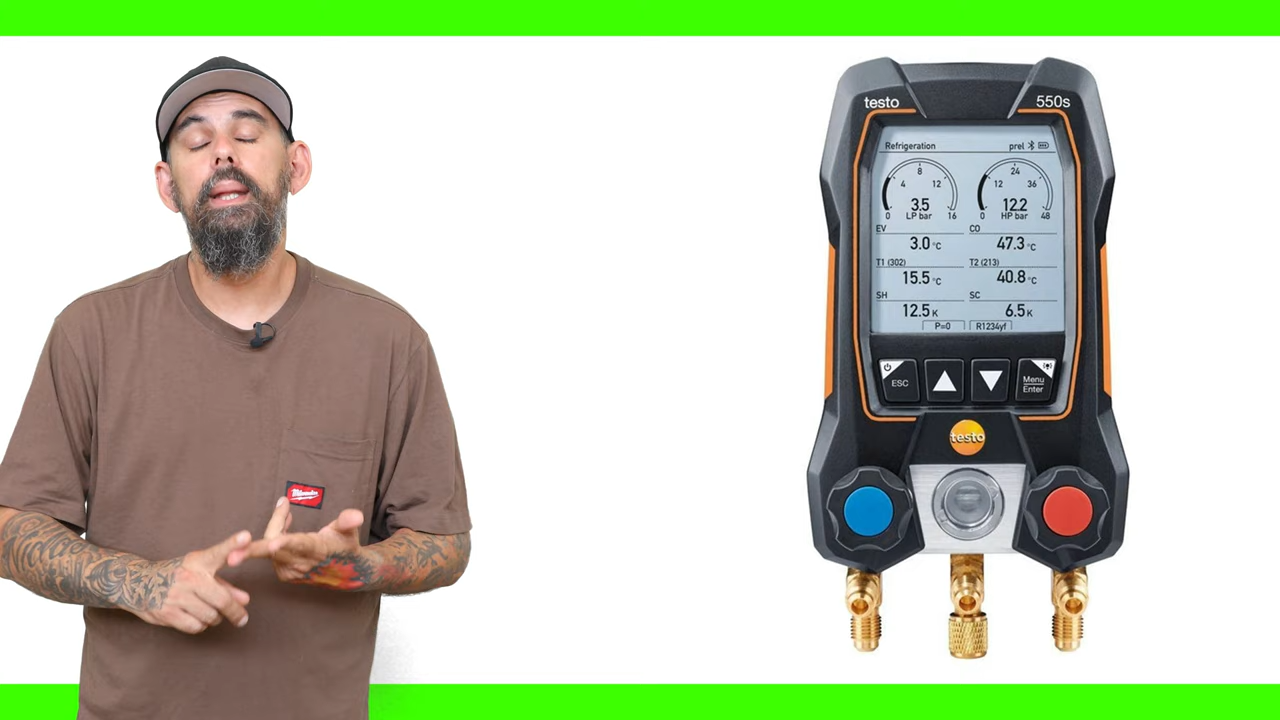 testo 550s
Refrigeration prel
8 24
4 12 12 36
3.5 12.2
0 LP bar 16 0 HP bar 48
EV CO
3.0 °C 47.3 °C
T1 (302) T2 (213)
15.5 °C 40.8 °C
SH SC
12.5 K 6.5 K
P=0 R1234yf
ESC Menu
Enter
testo
Milwaukee